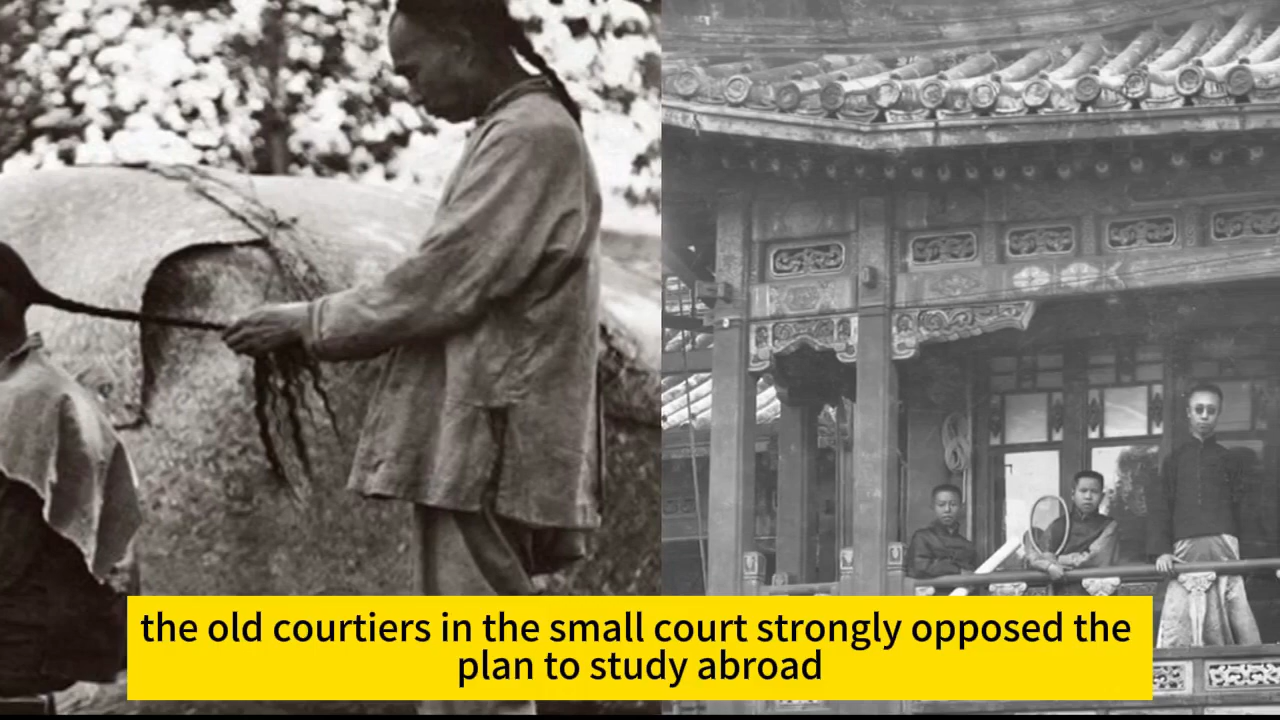 the old courtiers in the small court strongly opposed the
plan to study abroad